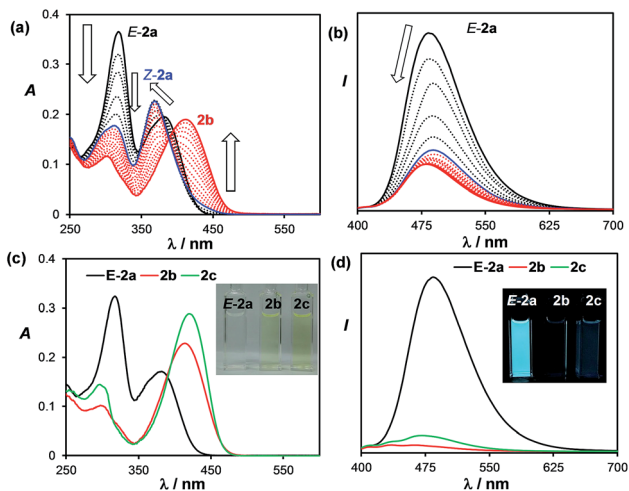 (a)
E-2a
Z-2a
2b
A
0.4
0.3
0.2
0.1
0
250 350 450 550
λ / nm
(b)
E-2a
I
400 475 550 625 700
λ / nm
(c)
E-2a 2b 2c
E-2a 2b 2c
A
0.4
0.3
0.2
0.1
0
250 350 450 550
λ / nm
(d)
E-2a 2b 2c
E-2a 2b 2c
I
400 475 550 625 700
λ / nm